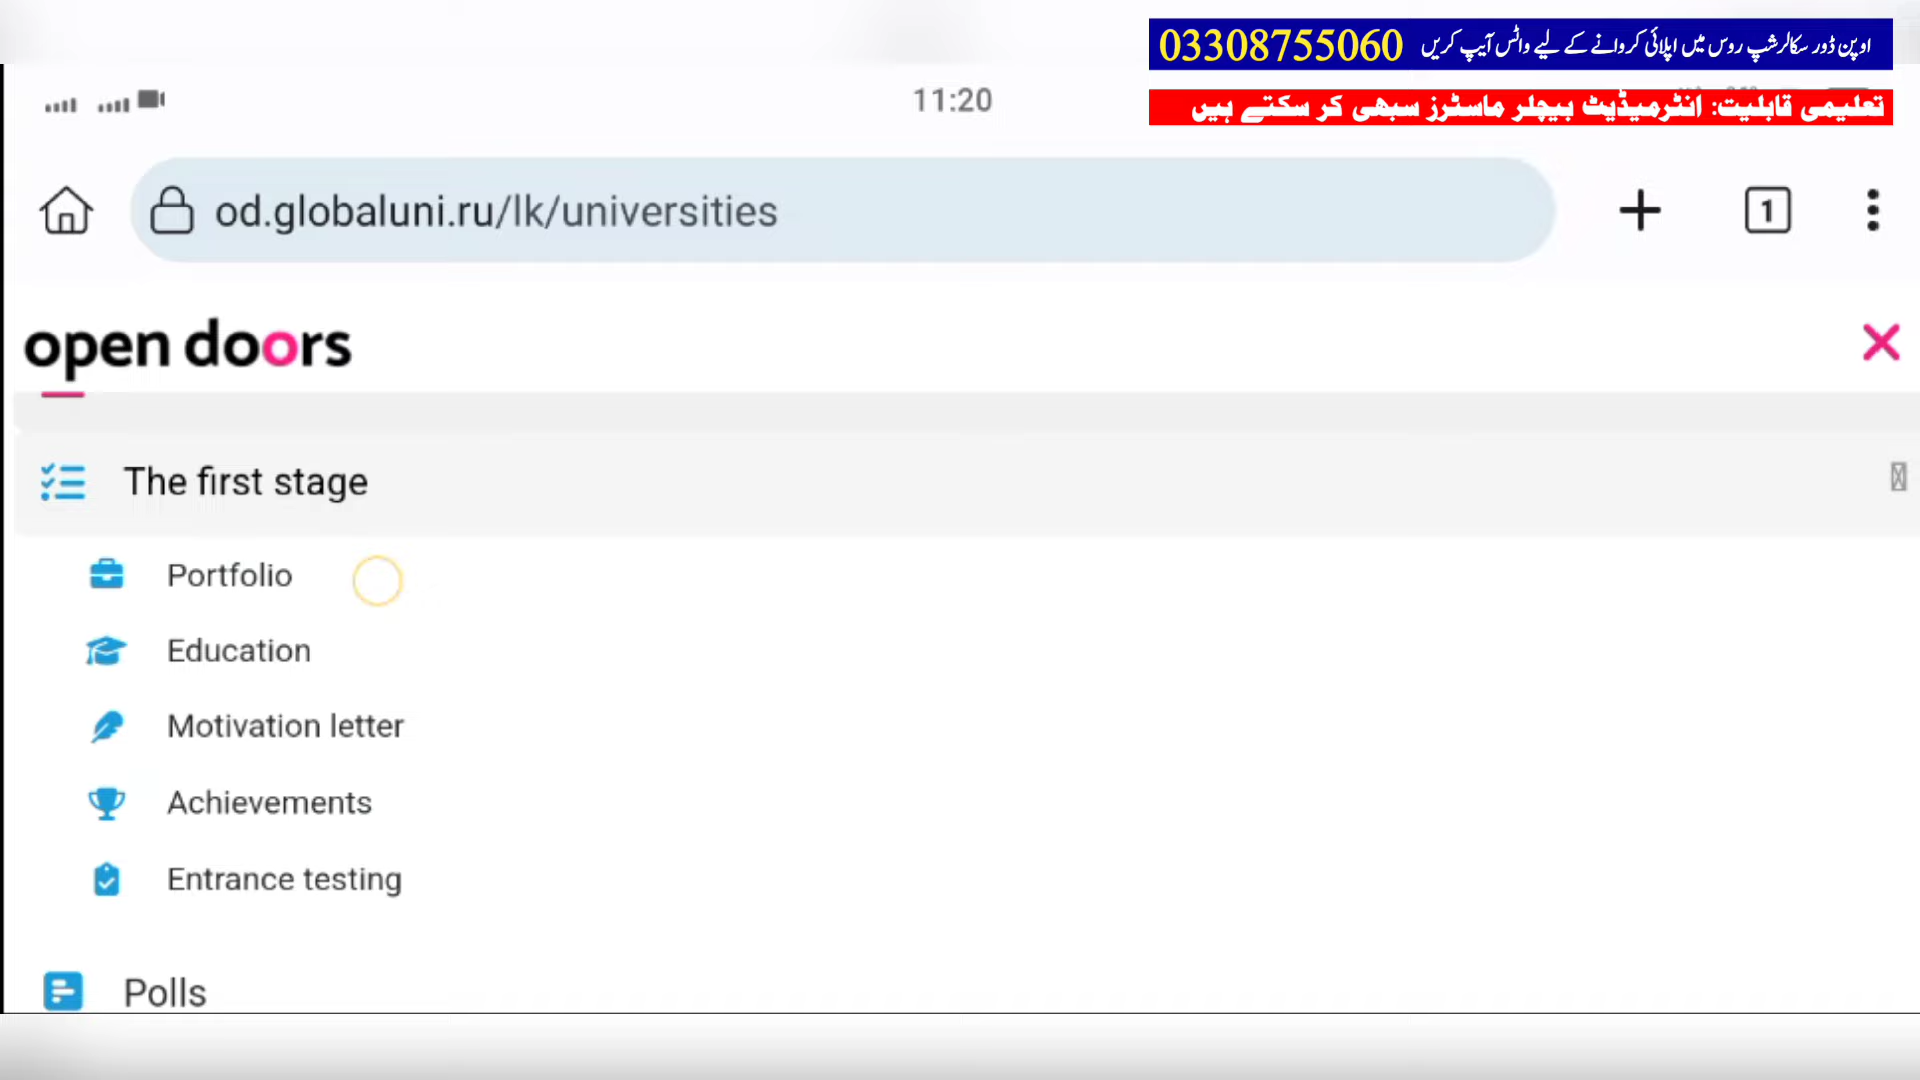 03308755060 اوپن ڈور سکالرشپ روس میں اپلائی کروانے کے لیے واٹس آیپ کریں
تعلیمی قابلیت: انٹرمیڈیٹ بیچلر ماسٹرز سبھی کر سکتے ہیں
11:20
od.globaluni.ru/lk/universities
1
open doors
The first stage
Portfolio
Education
Motivation letter
Achievements
Entrance testing
Polls